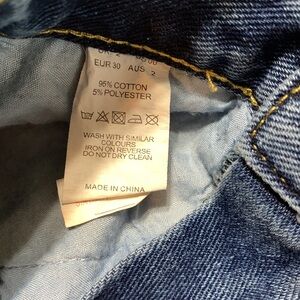 EUR 30 AUS 2
95% COTTON
5% POLYESTER
WASH WITH SIMILAR
COLOURS
IRON ON REVERSE
DO NOT DRY CLEAN
MADE IN CHINA